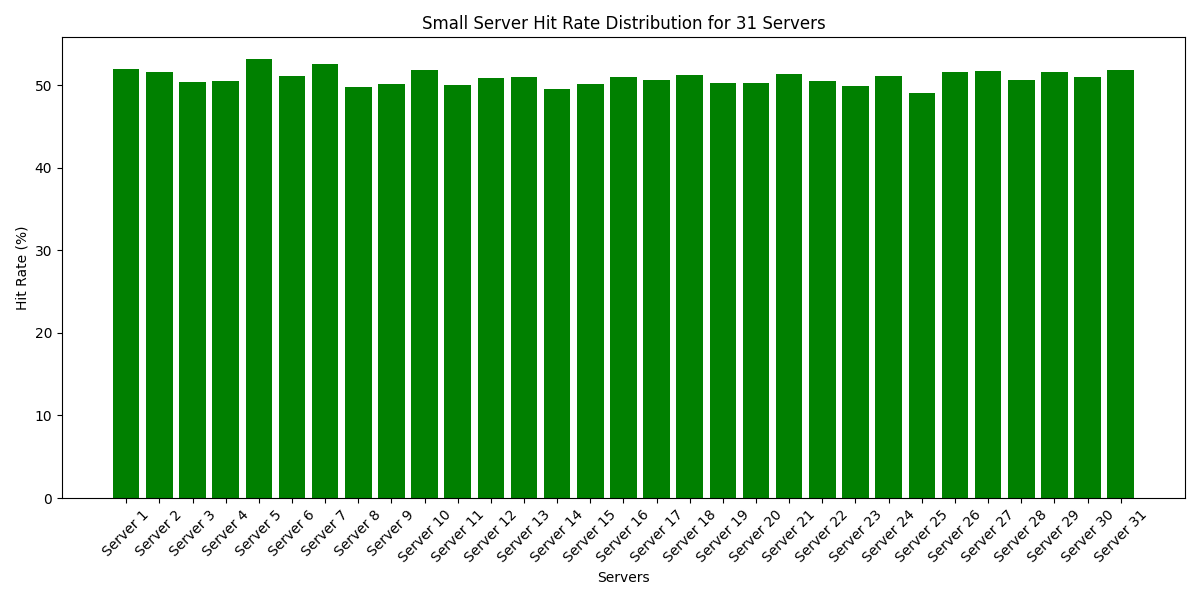 Small Server Hit Rate Distribution for 31 Servers
Hit Rate (%)
50
40
30
20
10
0
Server 1
Server 2
Server 3
Server 4
Server 5
Server 6
Server 7
Server 8
Server 9
Server 10
Server 11
Server 12
Server 13
Server 14
Server 15
Server 16
Server 17
Server 18
Server 19
Server 20
Server 21
Server 22
Server 23
Server 24
Server 25
Server 26
Server 27
Server 28
Server 29
Server 30
Server 31
Servers